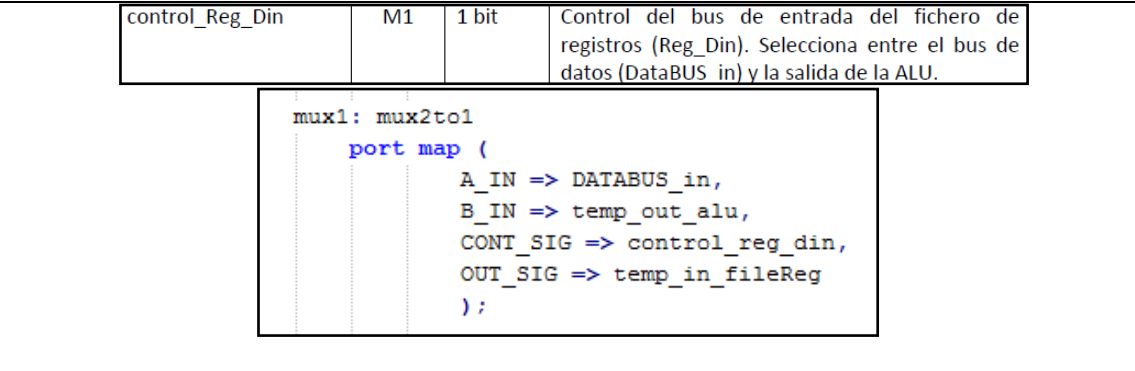 control_Reg_Din M1 1 bit Control del bus de entrada del fichero de
registros (Reg_Din). Selecciona entre el bus de
datos (DataBUS_in) y la salida de la ALU.
mux1: mux2to1
port map (
A_IN => DATABUS_in,
B_IN => temp_out_alu,
CONT_SIG => control_reg_din,
OUT_SIG => temp_in_fileReg
);